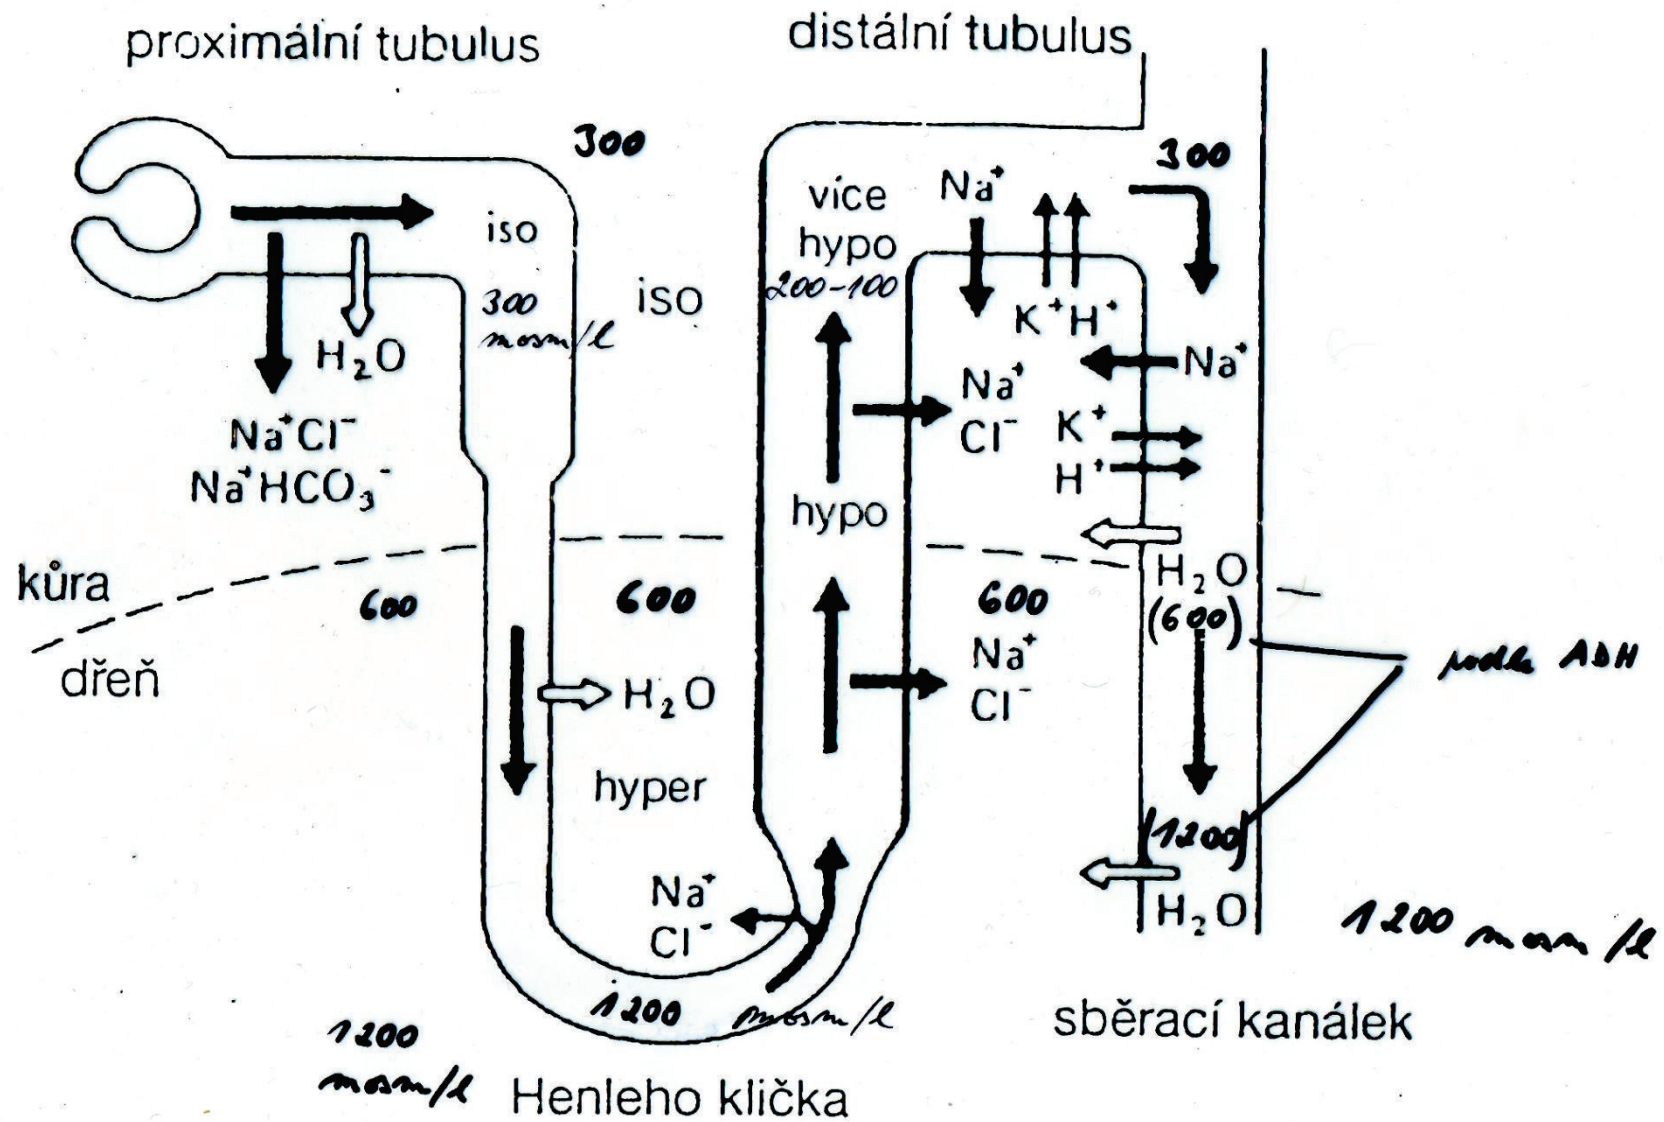 proximální tubulus
distální tubulus
300
300
iso
300
mosm/l
iso
H₂O
Na⁺Cl⁻
Na⁺HCO₃⁻
více
hypo
200-100
Na⁺
K⁺H⁺
Na⁺
Na⁺
Cl⁻
K⁺
H⁺
hypo
kůra
dřeň
600
600
600
H₂O
(600)
Na⁺
Cl⁻
podle ADH
H₂O
hyper
(1200)
H₂O
Na⁺
Cl⁻
1200 mosm/l
1200 mosm/l
1200
mosm/l
sběrací kanálek
Henleho klička